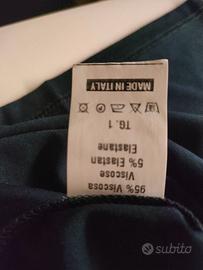 95% Viscosa
Viscose
5% Elastan
Elastane
TG. 1
MADE IN ITALY
subito